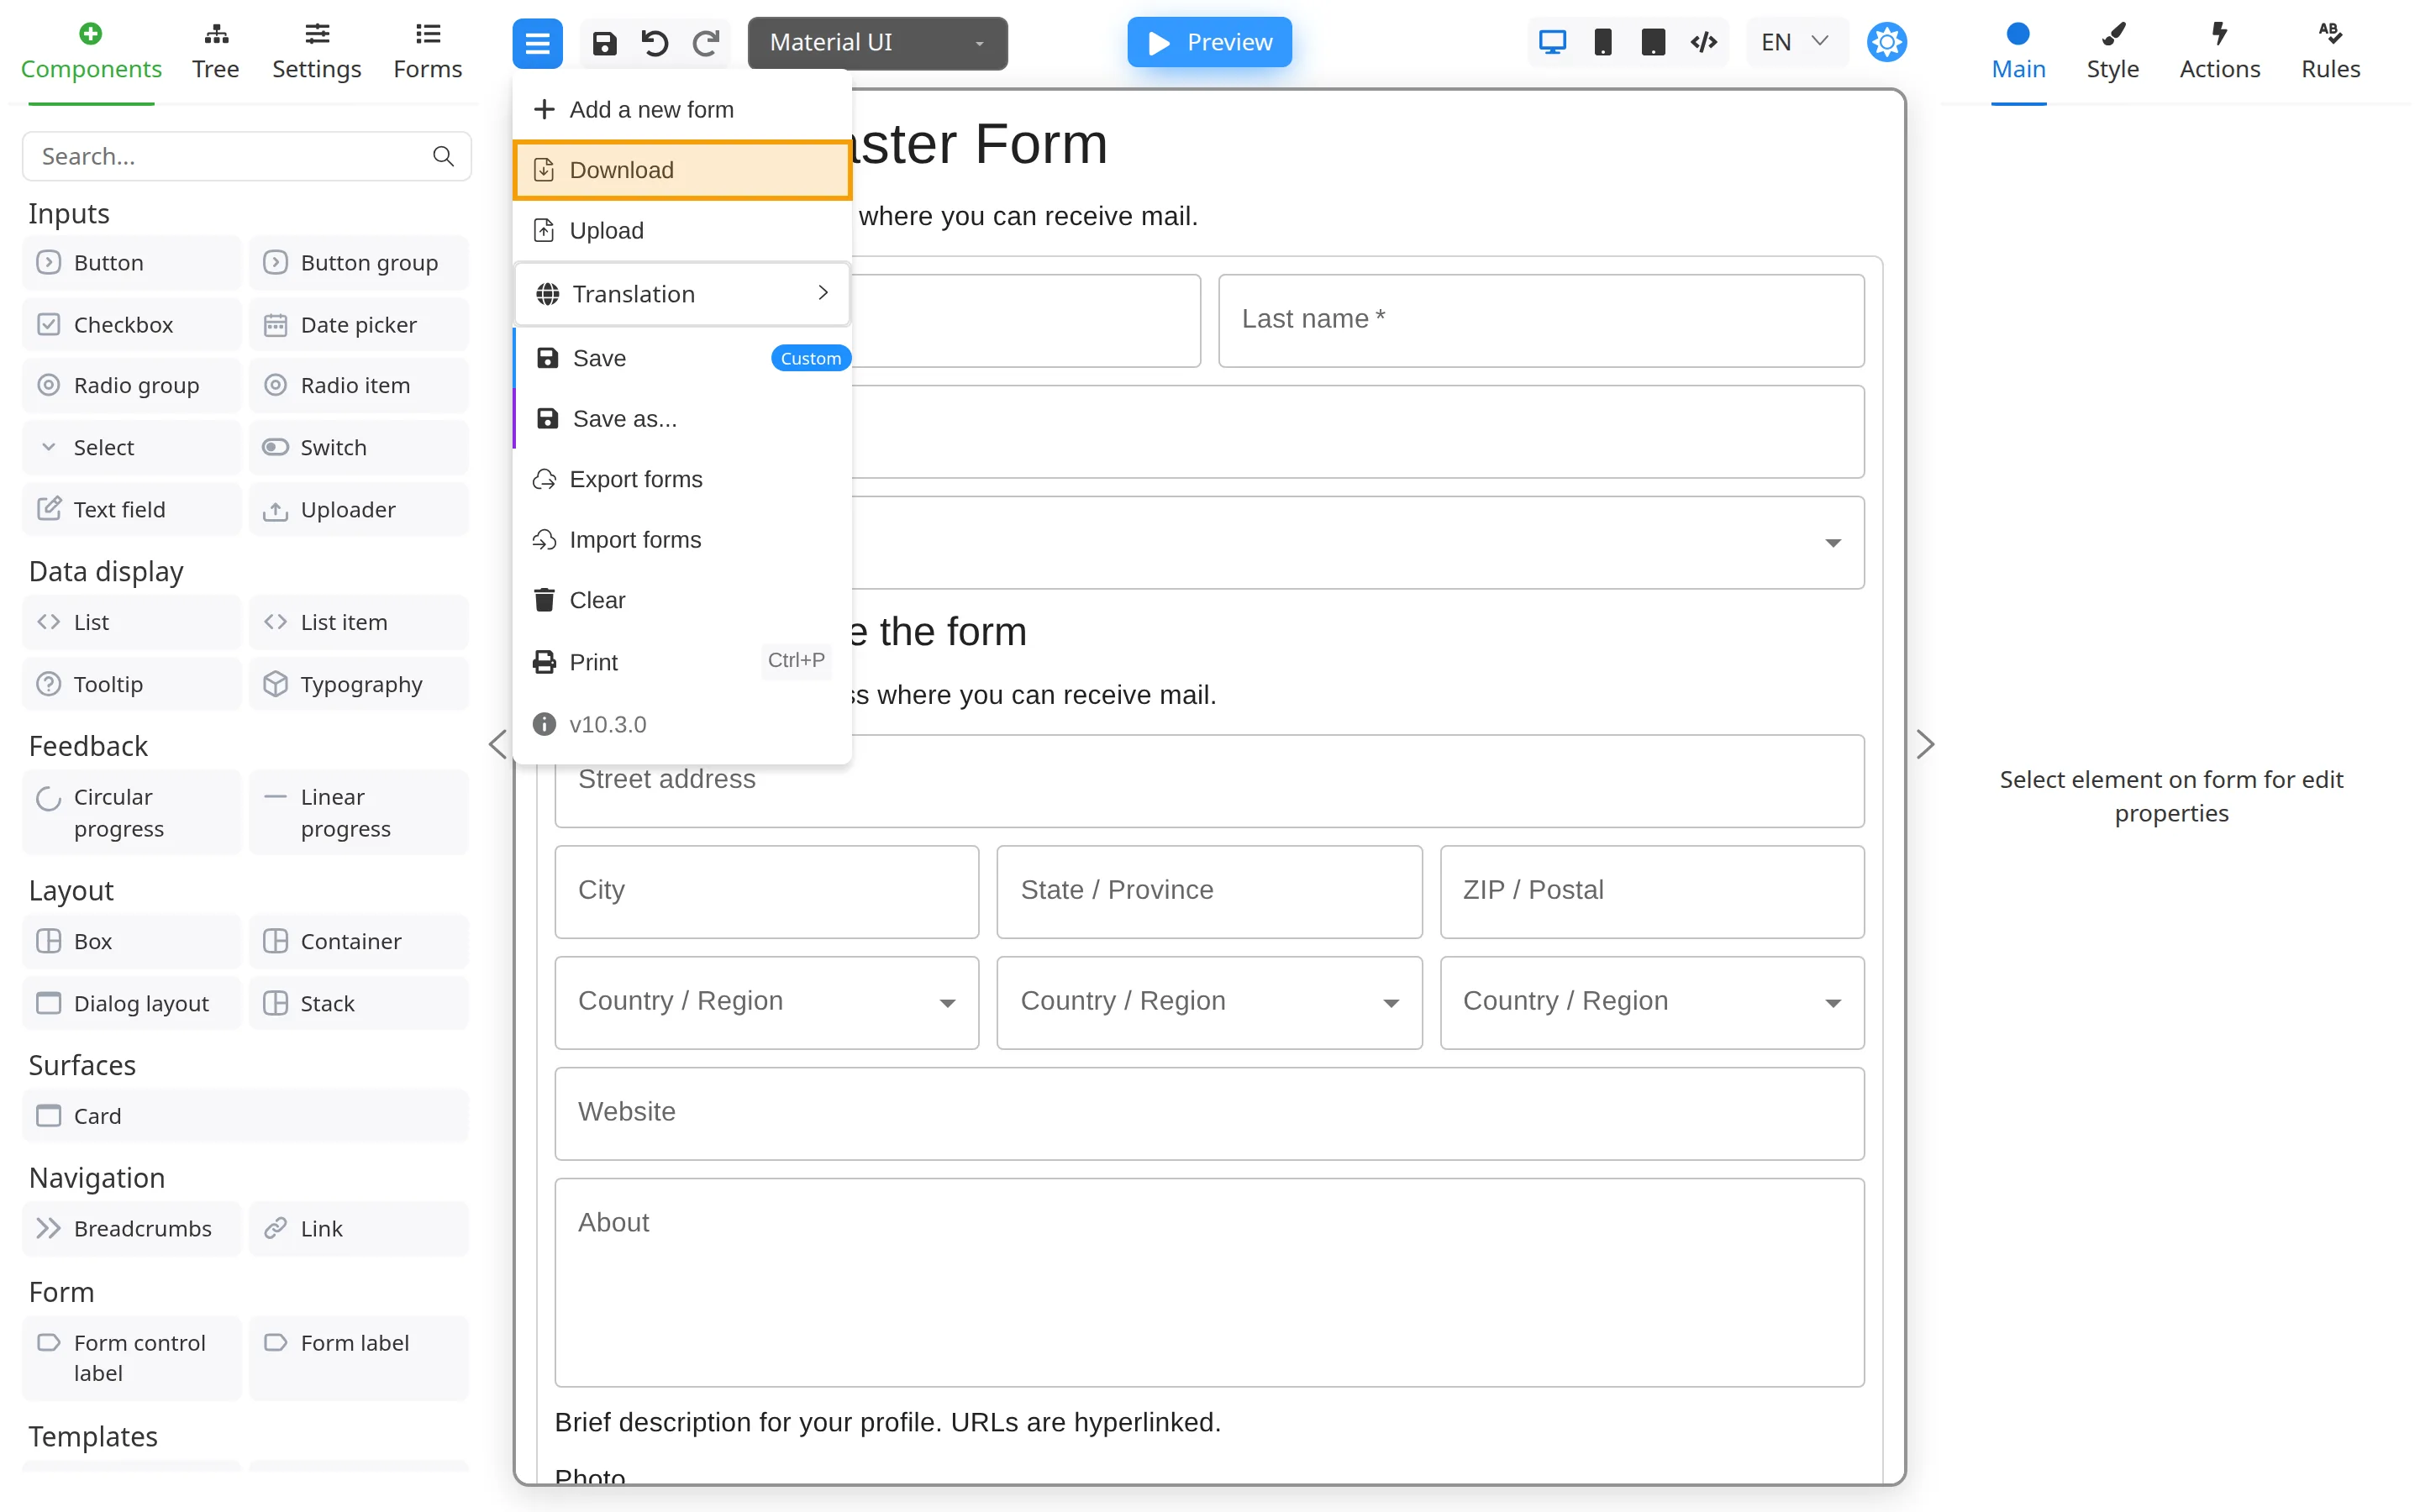 Components
Tree
Settings
Forms
Material UI
Preview
EN
Main
Style
Actions
AB
Rules
Search...
Inputs
Button
Button group
Checkbox
Date picker
Radio group
Radio item
Select
Switch
Text field
Uploader
Data display
List
List item
Tooltip
Typography
Feedback
Circular
progress
Linear
progress
Layout
Box
Container
Dialog layout
Stack
Surfaces
Card
Navigation
Breadcrumbs
Link
Form
Form control
label
Form label
Templates
Add a new form
Download
Upload
Translation
Save
Custom
Save as...
Export forms
Import forms
Clear
Print
Ctrl+P
v10.3.0
aster Form
where you can receive mail.
Last name *
e the form
ss where you can receive mail.
Street address
City
State / Province
ZIP / Postal
Country / Region
Country / Region
Country / Region
Website
About
Brief description for your profile. URLs are hyperlinked.
Photo
Select element on form for edit
properties